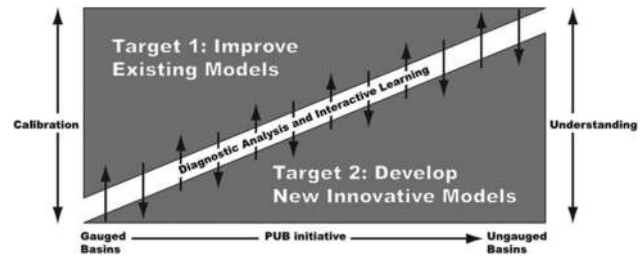 Target 1: Improve
Existing Models
Calibration
Diagnostic Analysis and Interactive Learning
Understanding
Target 2: Develop
New Innovative Models
Gauged
Basins
PUB initiative
Ungauged
Basins